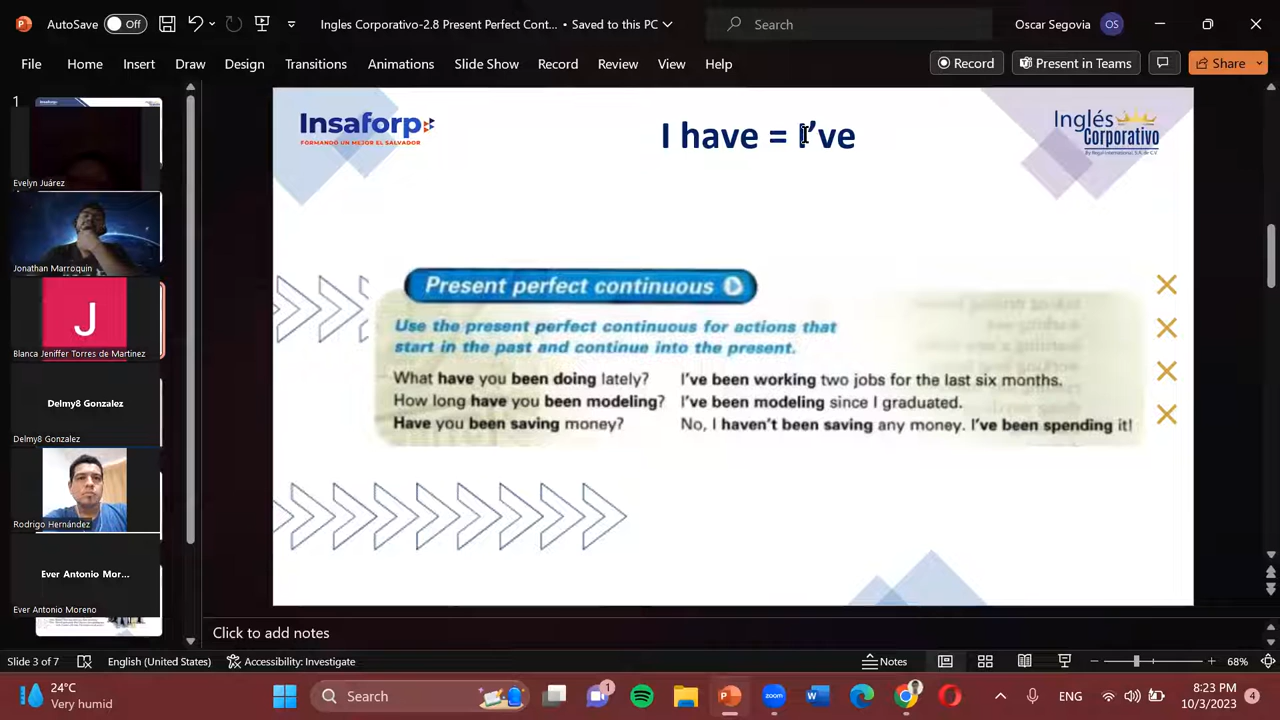 AutoSave Off
Ingles Corporativo-2.8 Present Perfect Cont... • Saved to this PC
Search
Oscar Segovia OS
File Home Insert Draw Design Transitions Animations Slide Show Record Review View Help
Record Present in Teams Share
1
Evelyn Juárez
Jonathan Marroquin
J
Blanca Jeniffer Torres de Martinez
Delmy8 Gonzalez
Delmy8 Gonzalez
Rodrigo Hernández
Ever Antonio Mor...
Ever Antonio Moreno
Insaforp
FORMANDO UN MEJOR EL SALVADOR
I have = I've
Inglés
Corporativo
By Regal International, S.A. de C.V.
Present perfect continuous
Use the present perfect continuous for actions that
start in the past and continue into the present.
What have you been doing lately? I've been working two jobs for the last six months.
How long have you been modeling? I've been modeling since I graduated.
Have you been saving money? No, I haven't been saving any money. I've been spending it!
Click to add notes
Slide 3 of 7 English (United States) Accessibility: Investigate Notes 68%
24°C
Very humid
Search
1
zoom
ENG
8:23 PM
10/3/2023
4